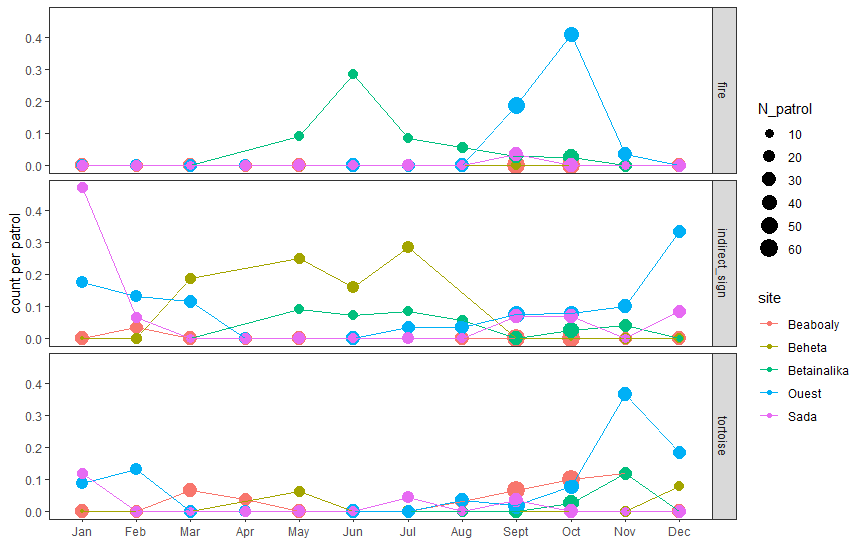 count per patrol
0.4
0.3
0.2
0.1
0.0
fire
0.4
0.3
0.2
0.1
0.0
indirect_sign
0.4
0.3
0.2
0.1
0.0
tortoise
Jan Feb Mar Apr May Jun Jul Aug Sept Oct Nov Dec
N_patrol
10
20
30
40
50
60
site
Beaboaly
Beheta
Betainalika
Ouest
Sada